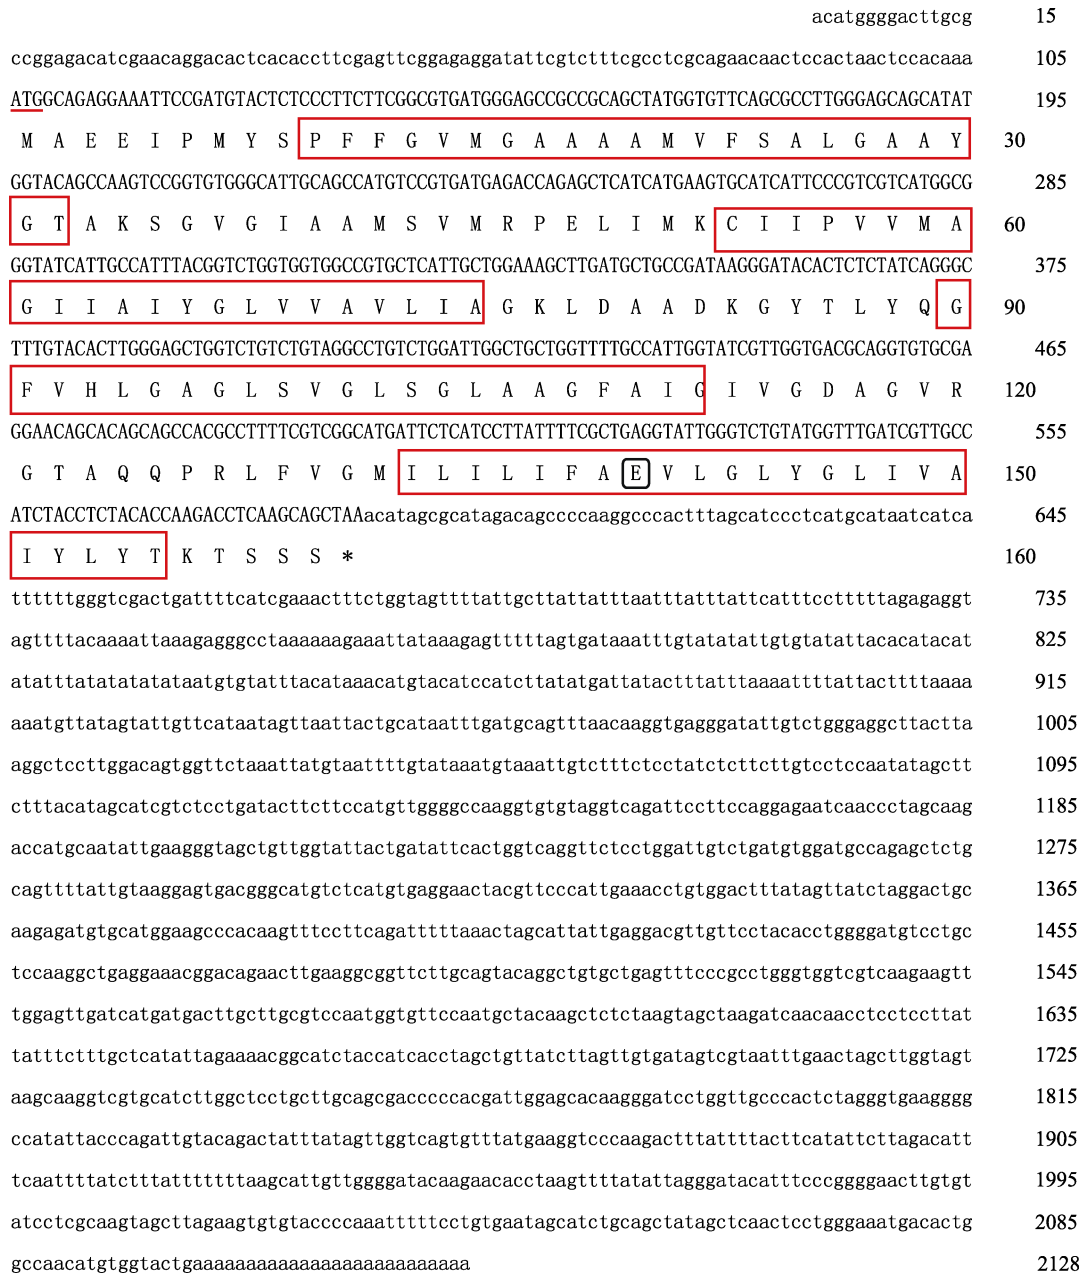 acatggggacttgcg 15
ccggagacatcgaacaggacactcacaccttcgagttcggagaggatattcgtctttcgcctcgcagaacaactccactaactccacaaa 105
ATGGCAGAGGAAATTCCGATGTACTCTCCCTTCTTCGGCGTGATGGGAGCCGCCGCAGCTATGGTGTTCAGCGCCTTGGGAGCAGCATAT 195
M A E E I P M Y S P F F G V M G A A A A M V F S A L G A A Y 30
GGTACAGCCAAGTCCGGTGTGGGCATTGCAGCCATGTCCGTGATGAGACCAGAGCTCATCATGAAGTGCATCATTCCCGTCGTCATGGCG 285
G T A K S G V G I A A M S V M R P E L I M K C I I P V V M A 60
GGTATCATTGCCATTTACGGTCTGGTGGTGGCCGTGCTCATTGCTGGAAAGCTTGATGCTGCCGATAAGGGATACACTCTCTATCAGGGC 375
G I I A I Y G L V V A V L I A G K L D A A D K G Y T L Y Q G 90
TTTGTACACTTGGGAGCTGGTCTGTCTGTAGGCCTGTCTGGATTGGCTGCTGGTTTTGCCATTGGTATCGTTGGTGACGCAGGTGTGCGA 465
F V H L G A G L S V G L S G L A A G F A I G I V G D A G V R 120
GGAACAGCACAGCAGCCACGCCTTTTCGTCGGCATGATTCTCATCCTTATTTTCGCTGAGGTATTGGGTCTGTATGGTTTGATCGTTGCC 555
G T A Q Q P R L F V G M I L I L I F A E V L G L Y G L I V A 150
ATCTACCTCTACACCAAGACCTCAAGCAGCTAAacatagcgcatagacagccccaaggcccactttagcatccctcatgcataatcatca 645
I Y L Y T K T S S S * 160
ttttttgggtcgactgattttcatcgaaactttctggtagttttattgcttattatttaatttatttattcatttcctttttagagaggt 735
agttttacaaaattaaagagggcctaaaaaagaaattataaagagtttttagtgataaatttgtatatattgtgtatattacacatacat 825
atatttatatatatataatgtgtatttacataaacatgtacatccatcttatatgattatactttatttaaaattttattacttttaaaa 915
aaatgttatagtattgttcataatagttaattactgcataatttgatgcagtttaacaaggtgagggatattgtctgggaggcttactta 1005
aggctccttggacagtggttctaaattatgtaattttgtataaatgtaaattgtctttctcctatctcttcttgtcctccaatatagctt 1095
ctttacatagcatcgtctcctgatacttcttccatgttggggccaaggtgtgtaggtcagattccttccaggagaatcaaccctagcaag 1185
accatgcaatattgaagggtagctgttggtattactgatattcactggtcaggttctcctggattgtctgatgtggatgccagagctctg 1275
cagttttattgtaaggagtgacgggcatgtctcatgtgaggaactacgttcccattgaaacctgtggactttatagttatctaggactgc 1365
aagagatgtgcatggaagcccacaagtttccttcagatttttaaactagcattattgaggacgttgttcctacacctggggatgtcctgc 1455
tccaaggctgaggaaacggacagaacttgaaggcggttcttgcagtacaggctgtgctgagtttcccgcctgggtggtcgtcaagaagtt 1545
tggagttgatcatgatgacttgcttgcgtccaatggtgttccaatgctacaagctctctaagtagctaagatcaacaacctcctccttat 1635
tatttctttgctcatattagaaaacggcatctaccatcacctagctgttatcttagttgtgatagtcgtaatttgaactagcttggtagt 1725
aagcaaggtcgtgcatcttggctcctgcttgcagcgacccccacgattggagcacaagggatcctggttgcccactctagggtgaagggg 1815
ccatattacccagattgtacagactatttatagttggtcagtgtttatgaaggtcccaagactttattttacttcatattcttagacatt 1905
tcaattttatctttatttttttaagcattgttggggatacaagaacacctaagttttatattagggatacatttcccggggaacttgtgt 1995
atcctcgcaagtagcttagaagtgtgtaccccaaatttttcctgtgaatagcatctgcagctatagctcaactcctgggaaatgacactg 2085
gccaacatgtggtactgaaaaaaaaaaaaaaaaaaaaaaaaaa 2128